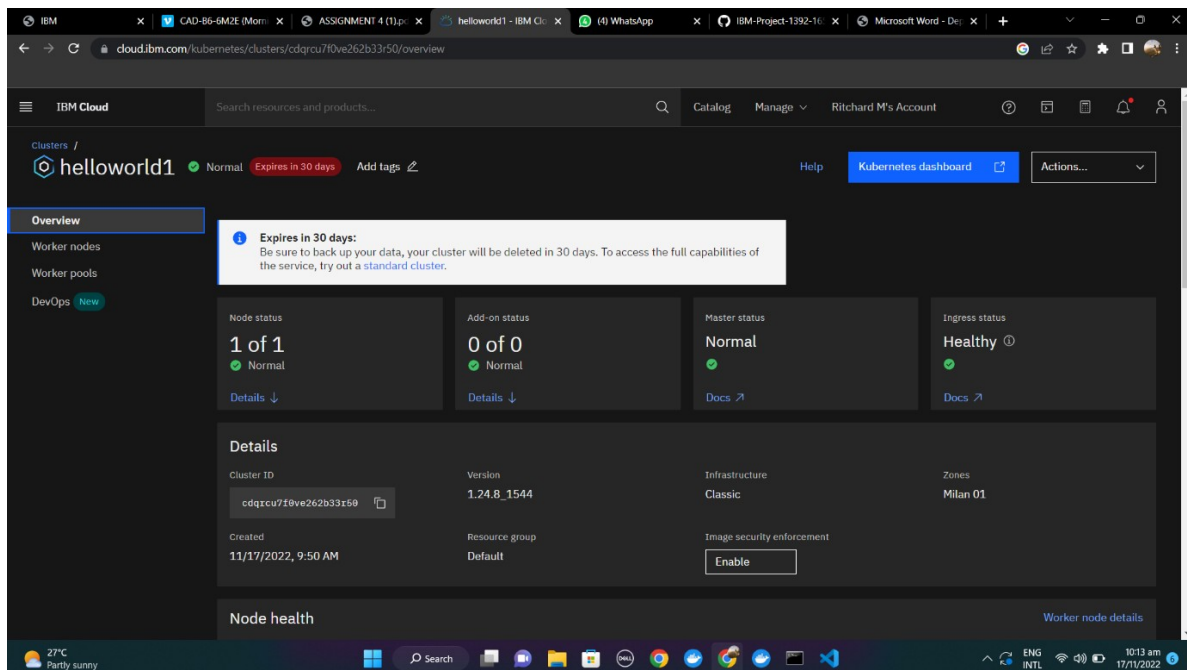 IBM
CAD-B6-6M2E (Morn
ASSIGNMENT 4 (1).pd
helloworld1 - IBM Clo
(4) WhatsApp
IBM-Project-1392-16
Microsoft Word - Dep
cloud.ibm.com/kubernetes/clusters/cdqrcu7f0ve262b33r50/overview
IBM Cloud
Search resources and products...
Catalog
Manage
Ritchard M's Account
Clusters /
helloworld1
Normal
Expires in 30 days
Add tags
Help
Kubernetes dashboard
Actions...
Overview
Worker nodes
Worker pools
DevOps New
Expires in 30 days:
Be sure to back up your data, your cluster will be deleted in 30 days. To access the full capabilities of
the service, try out a standard cluster.
Node status
1 of 1
Normal
Details ↓
Add-on status
0 of 0
Normal
Details ↓
Master status
Normal
Docs ↗
Ingress status
Healthy
Docs ↗
Details
Cluster ID
cdqrcu7f0ve262b33r50
Version
1.24.8_1544
Infrastructure
Classic
Zones
Milan 01
Created
11/17/2022, 9:50 AM
Resource group
Default
Image security enforcement
Enable
Node health
Worker node details
27°C
Partly sunny
Search
DELL
ENG
INTL
10:13 am
17/11/2022
6